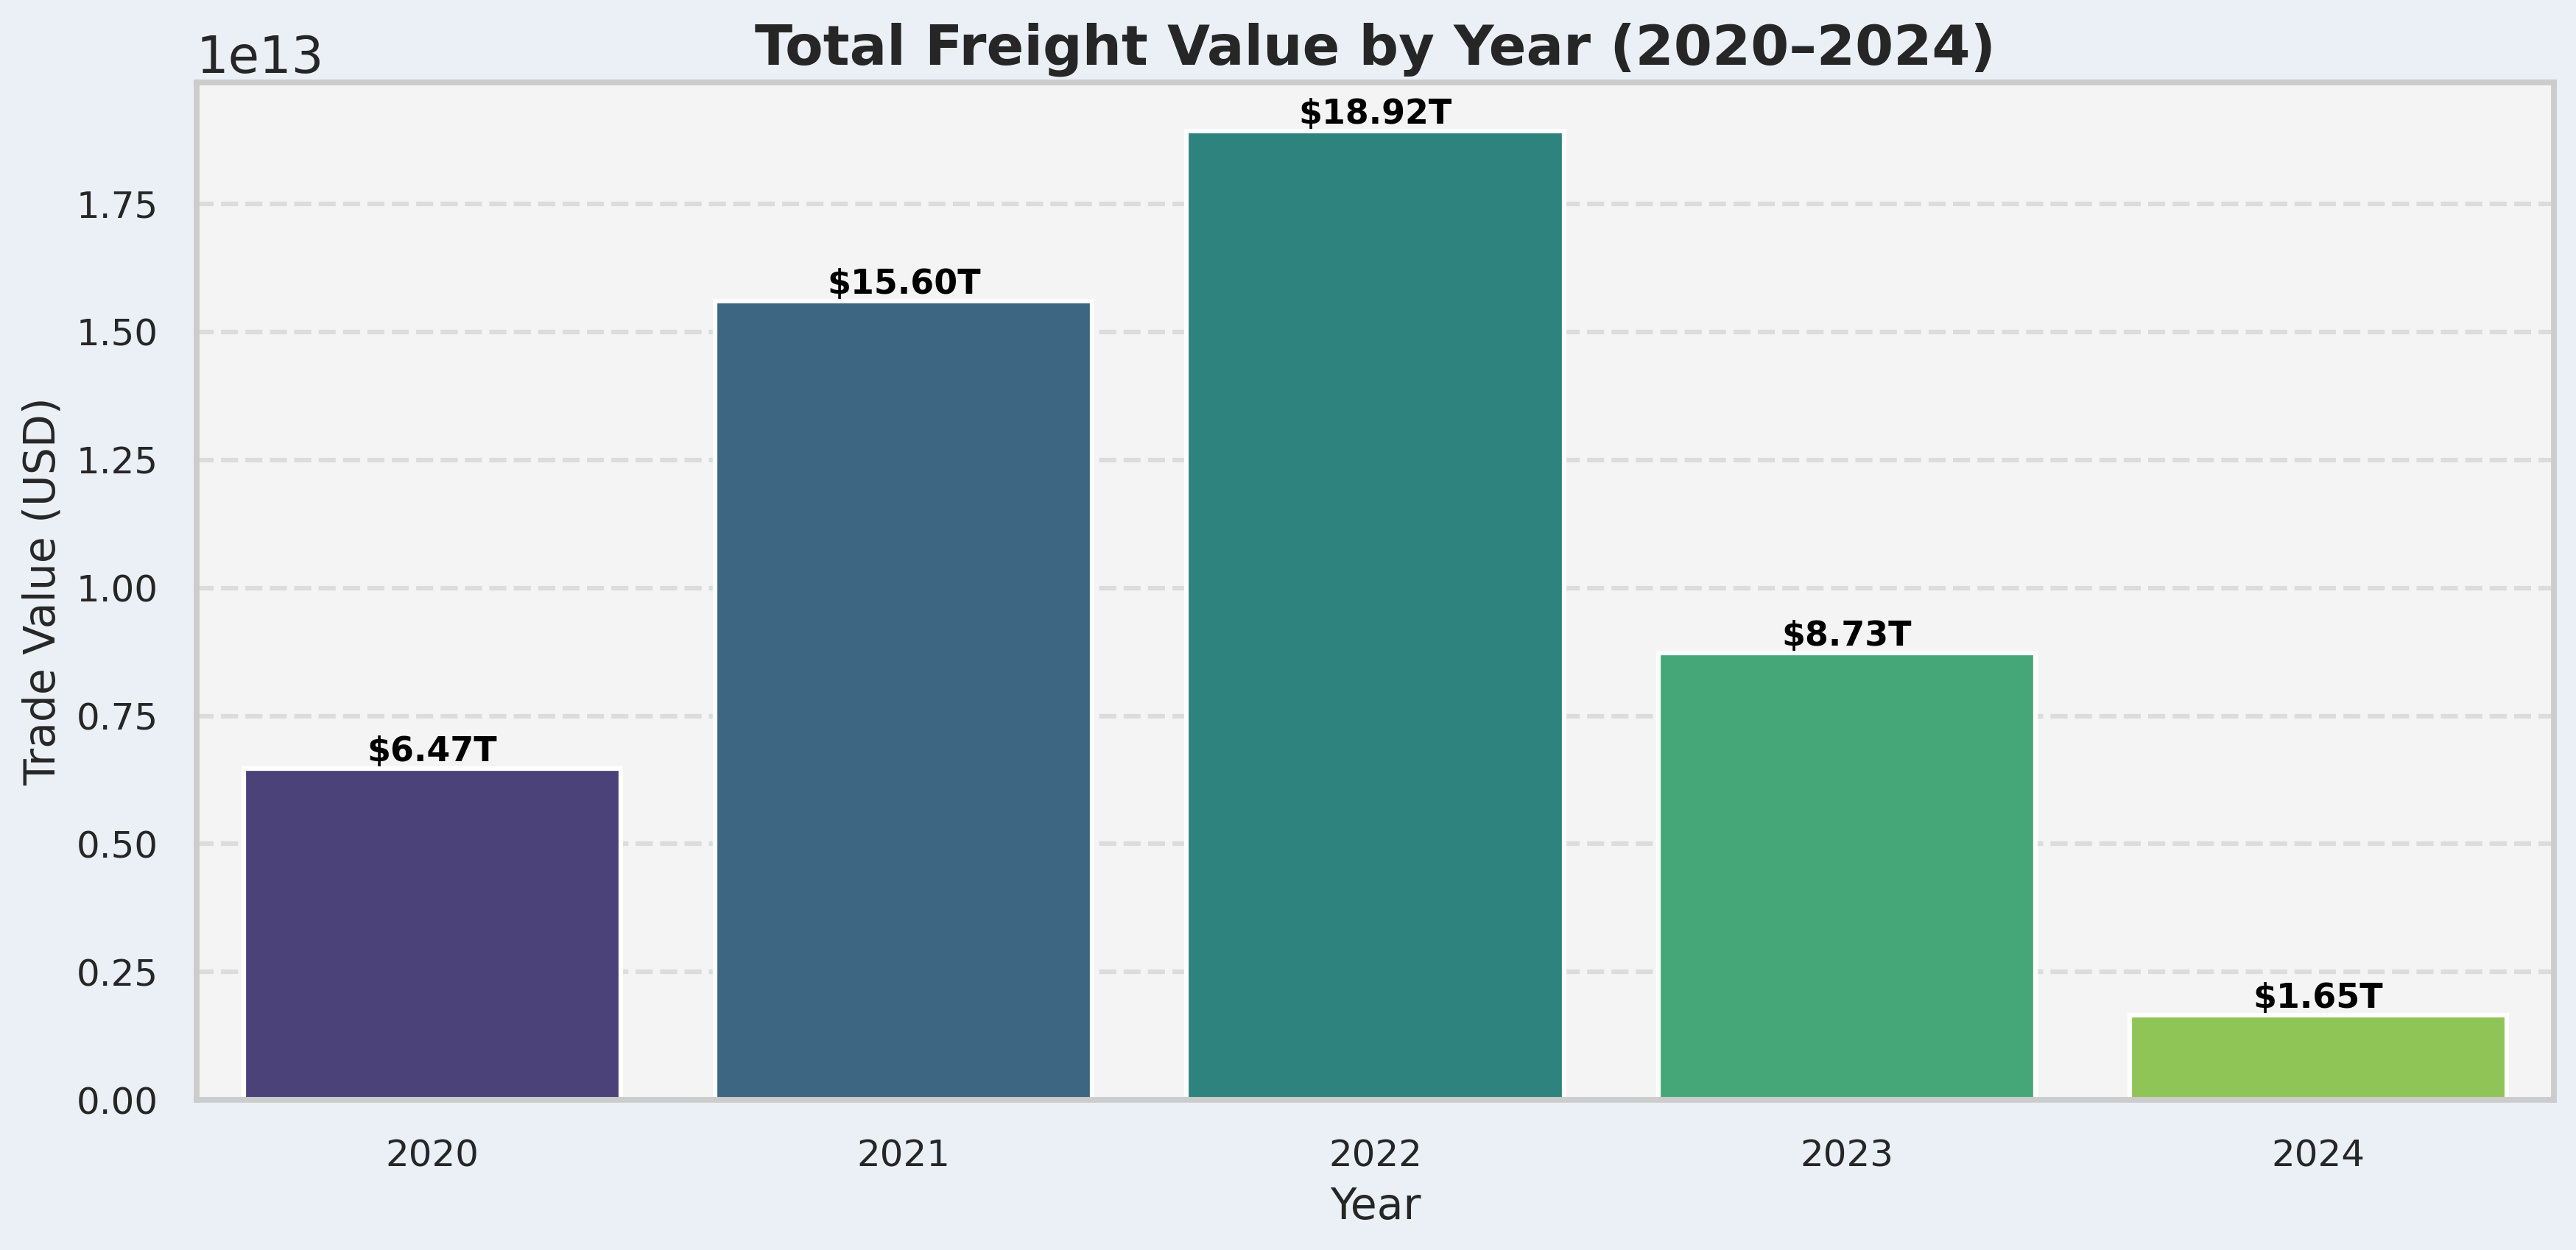 Total Freight Value by Year (2020–2024)
1e13
Trade Value (USD)
1.75
1.50
1.25
1.00
0.75
0.50
0.25
0.00
$6.47T
$15.60T
$18.92T
$8.73T
$1.65T
2020
2021
2022
2023
2024
Year